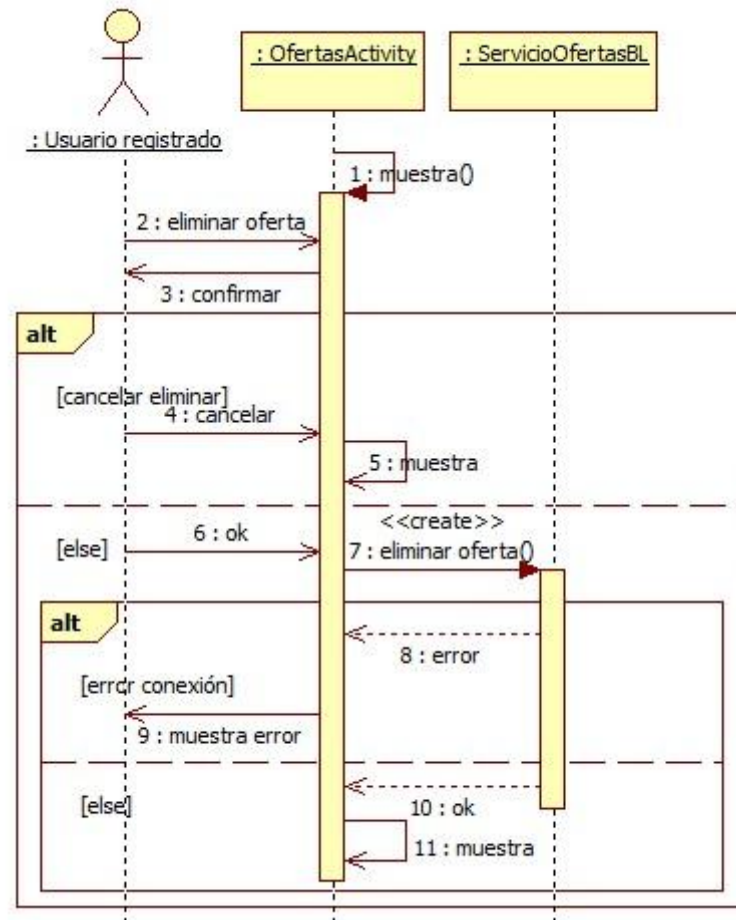 : OfertasActivity
: ServicioOfertasBL
: Usuario registrado
1 : muestra()
2 : eliminar oferta
3 : confirmar
alt
[cancelar eliminar]
4 : cancelar
5 : muestra
<<create>>
6 : ok
[else]
7 : eliminar oferta()
alt
8 : error
[error conexión]
9 : muestra error
[else]
10 : ok
11 : muestra